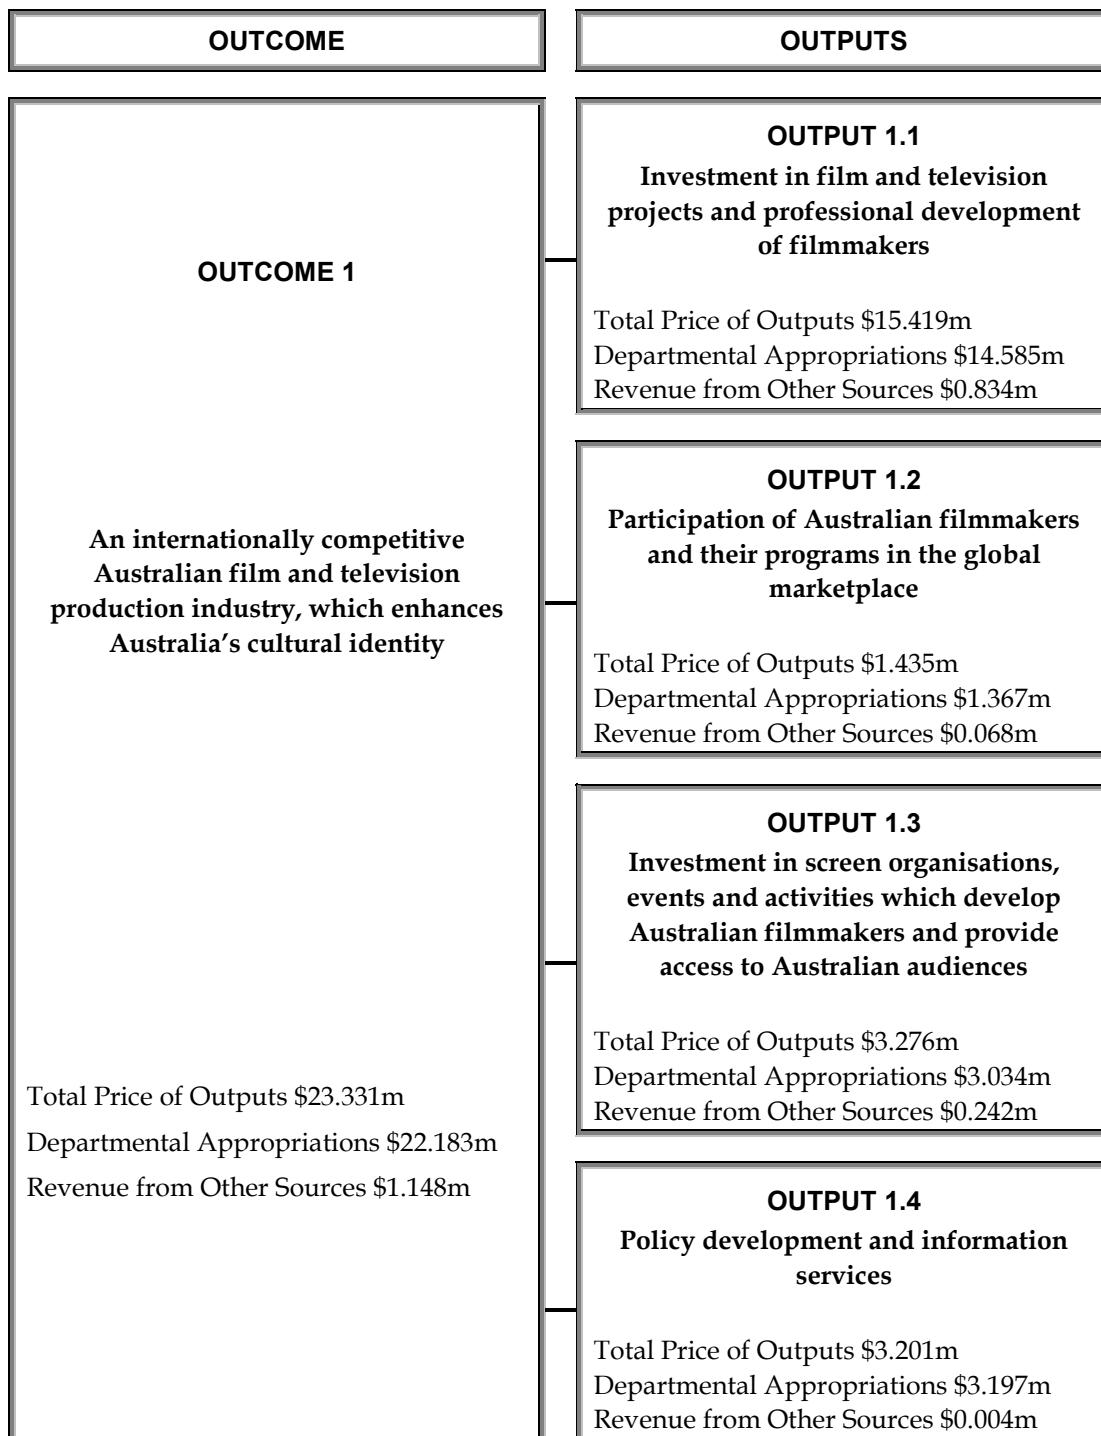 OUTCOME
OUTPUTS
OUTCOME 1
An internationally competitive
Australian film and television
production industry, which enhances
Australia’s cultural identity
Total Price of Outputs $23.331m
Departmental Appropriations $22.183m
Revenue from Other Sources $1.148m
OUTPUT 1.1
Investment in film and television
projects and professional development
of filmmakers
Total Price of Outputs $15.419m
Departmental Appropriations $14.585m
Revenue from Other Sources $0.834m
OUTPUT 1.2
Participation of Australian filmmakers
and their programs in the global
marketplace
Total Price of Outputs $1.435m
Departmental Appropriations $1.367m
Revenue from Other Sources $0.068m
OUTPUT 1.3
Investment in screen organisations,
events and activities which develop
Australian filmmakers and provide
access to Australian audiences
Total Price of Outputs $3.276m
Departmental Appropriations $3.034m
Revenue from Other Sources $0.242m
OUTPUT 1.4
Policy development and information
services
Total Price of Outputs $3.201m
Departmental Appropriations $3.197m
Revenue from Other Sources $0.004m